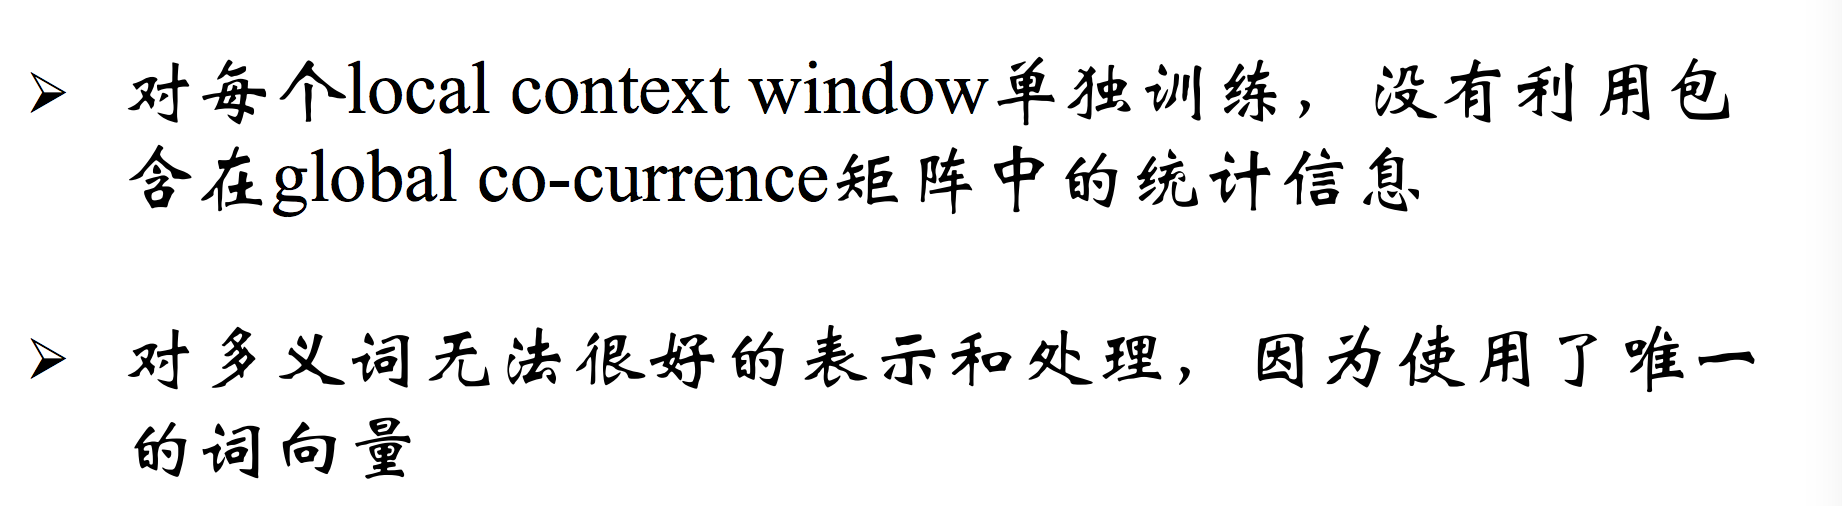 ➢ 对每个local context window单独训练，没有利用包
含在global co-currence矩阵中的统计信息
➢ 对多义词无法很好的表示和处理，因为使用了唯一
的词向量